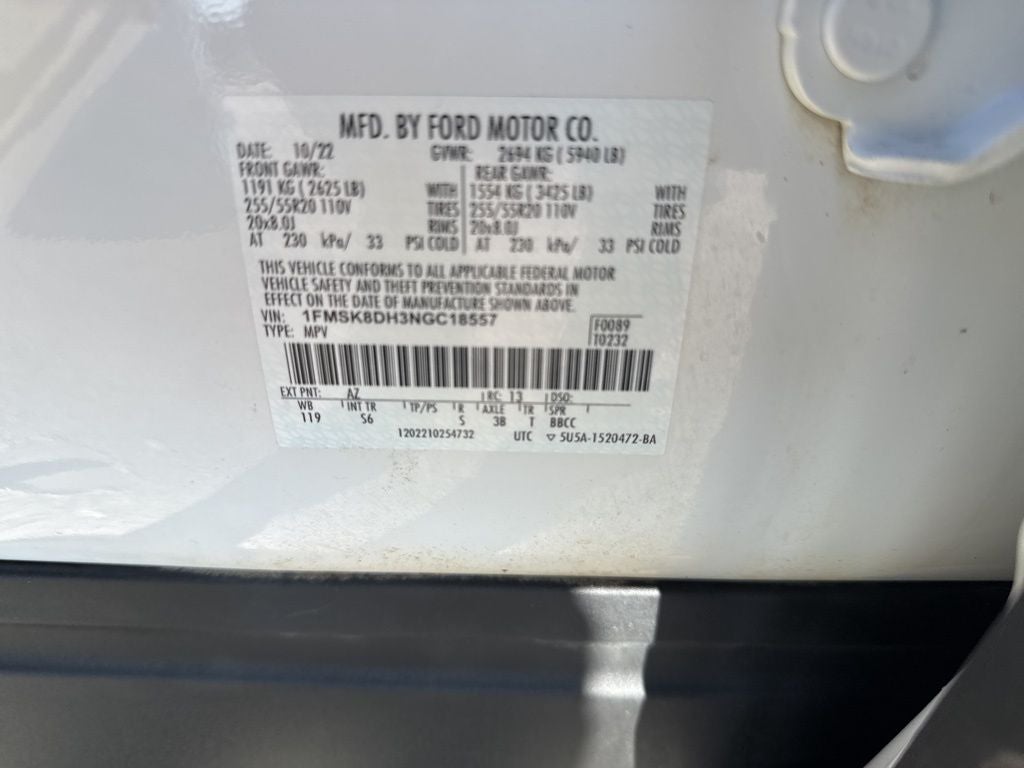 MFD. BY FORD MOTOR CO.
DATE: 10/22 GVWR: 2694 KG ( 5940 LB)
FRONT GAWR: REAR GAWR:
1191 KG ( 2625 LB) WITH 1554 KG ( 3425 LB) WITH
255/55R20 110V TIRES 255/55R20 110V TIRES
20x8.0J RIMS 20x8.0J RIMS
AT 230 kPa/ 33 PSI COLD AT 230 kPa/ 33 PSI COLD
THIS VEHICLE CONFORMS TO ALL APPLICABLE FEDERAL MOTOR
VEHICLE SAFETY AND THEFT PREVENTION STANDARDS IN
EFFECT ON THE DATE OF MANUFACTURE SHOWN ABOVE.
VIN: 1FMSK8DH3NGC18557 F0089
TYPE: MPV T0232
EXT PNT: AZ RC: 13 DSO:
WB INT TR TP/PS R AXLE TR SPR
119 S6 S 3B T BBCC
1202210254732 UTC ▽ 5U5A-1520472-BA